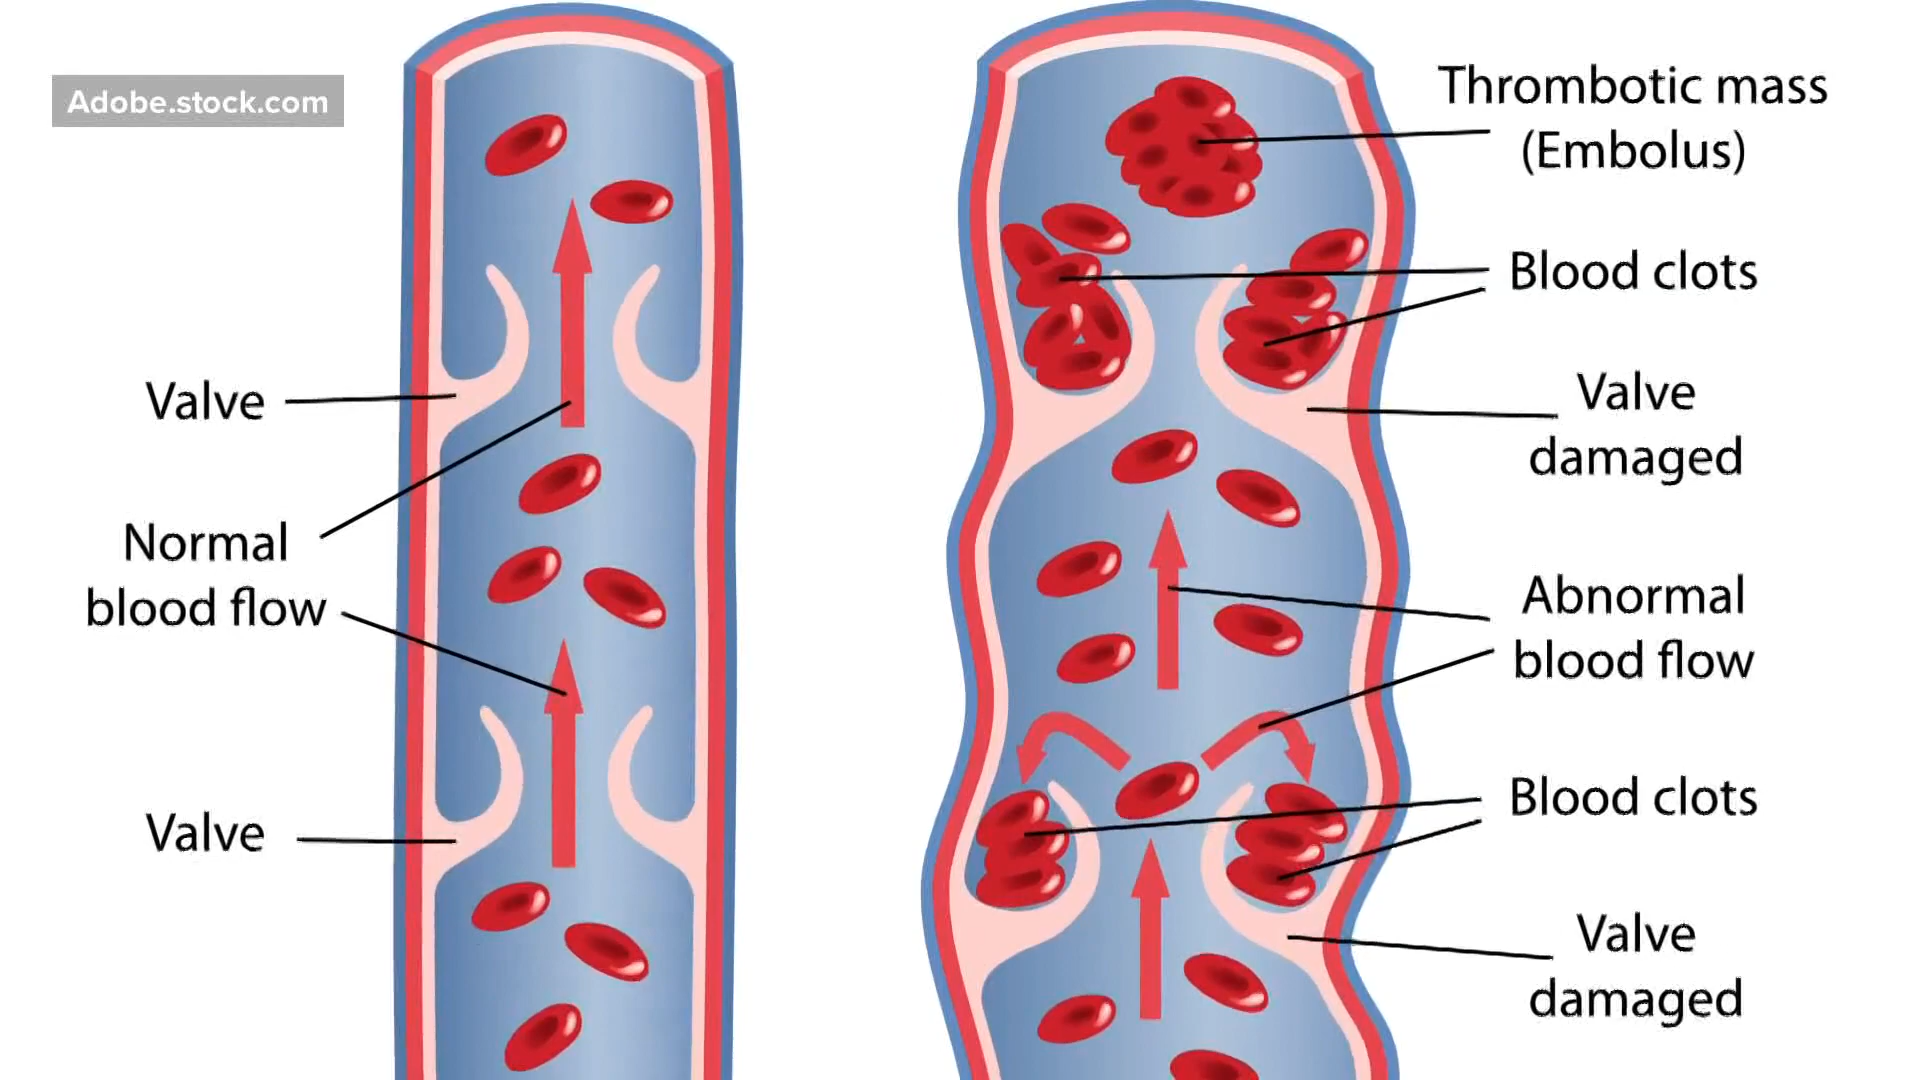 Adobe.stock.com
Valve
Normal
blood flow
Valve
Thrombotic mass
(Embolus)
Blood clots
Valve
damaged
Abnormal
blood flow
Blood clots
Valve
damaged